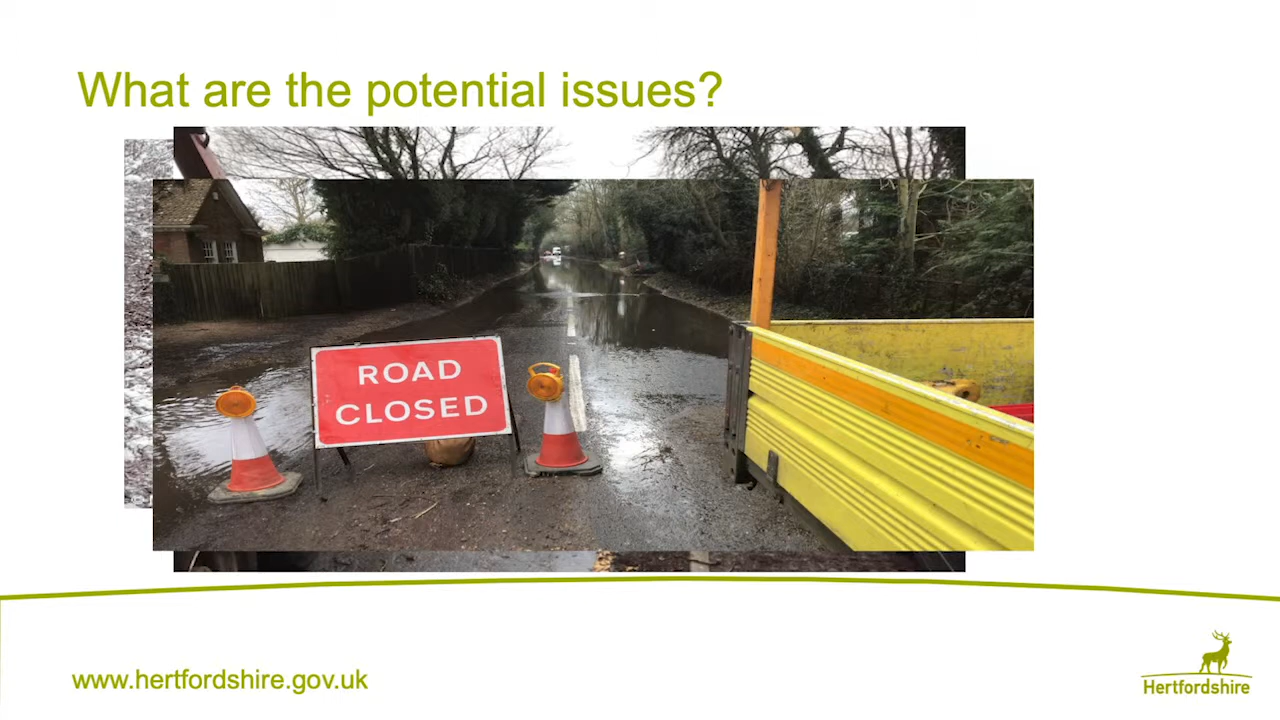 What are the potential issues?
ROAD
CLOSED
www.hertfordshire.gov.uk
Hertfordshire